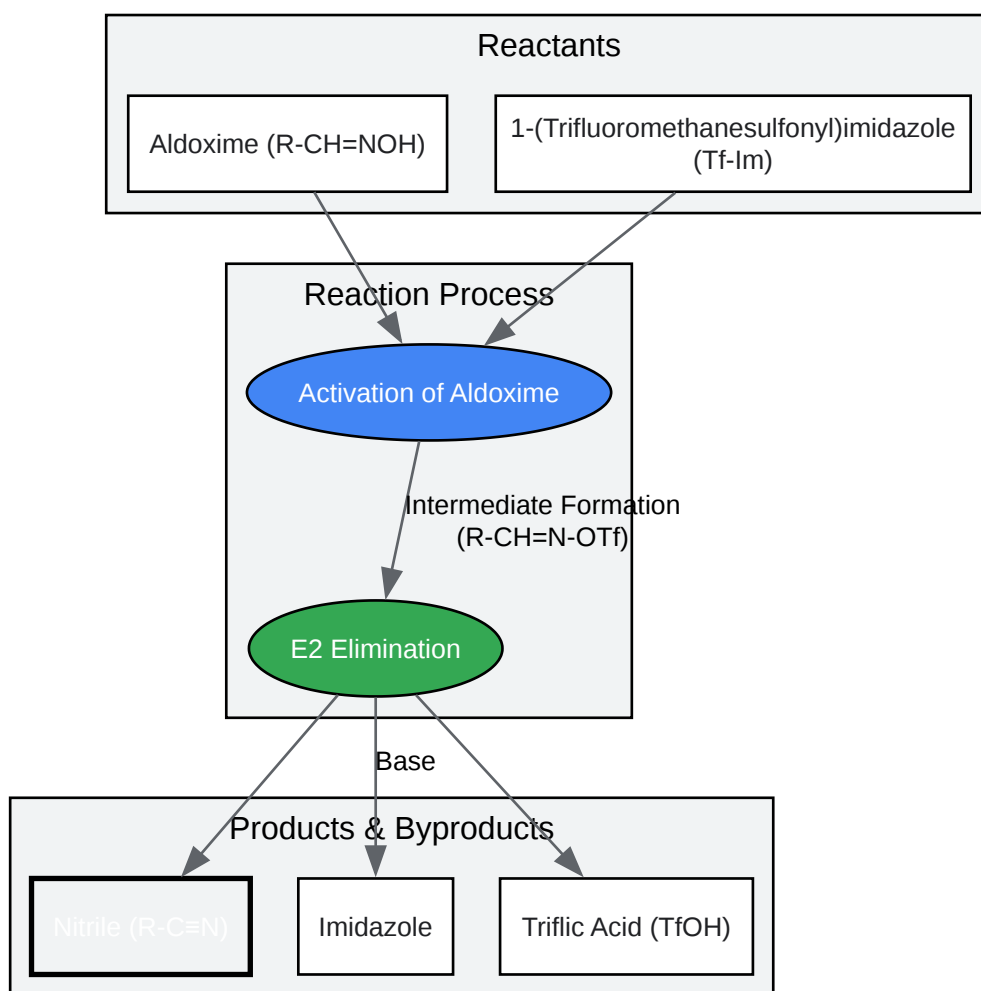 Reactants
Aldoxime (R-CH=NOH)
1-(Trifluoromethanesulfonyl)imidazole
(Tf-Im)
Reaction Process
Activation of Aldoxime
Intermediate Formation
(R-CH=N-OTf)
E2 Elimination
Base
Products & Byproducts
Nitrile (R-C≡N)
Imidazole
Triflic Acid (TfOH)